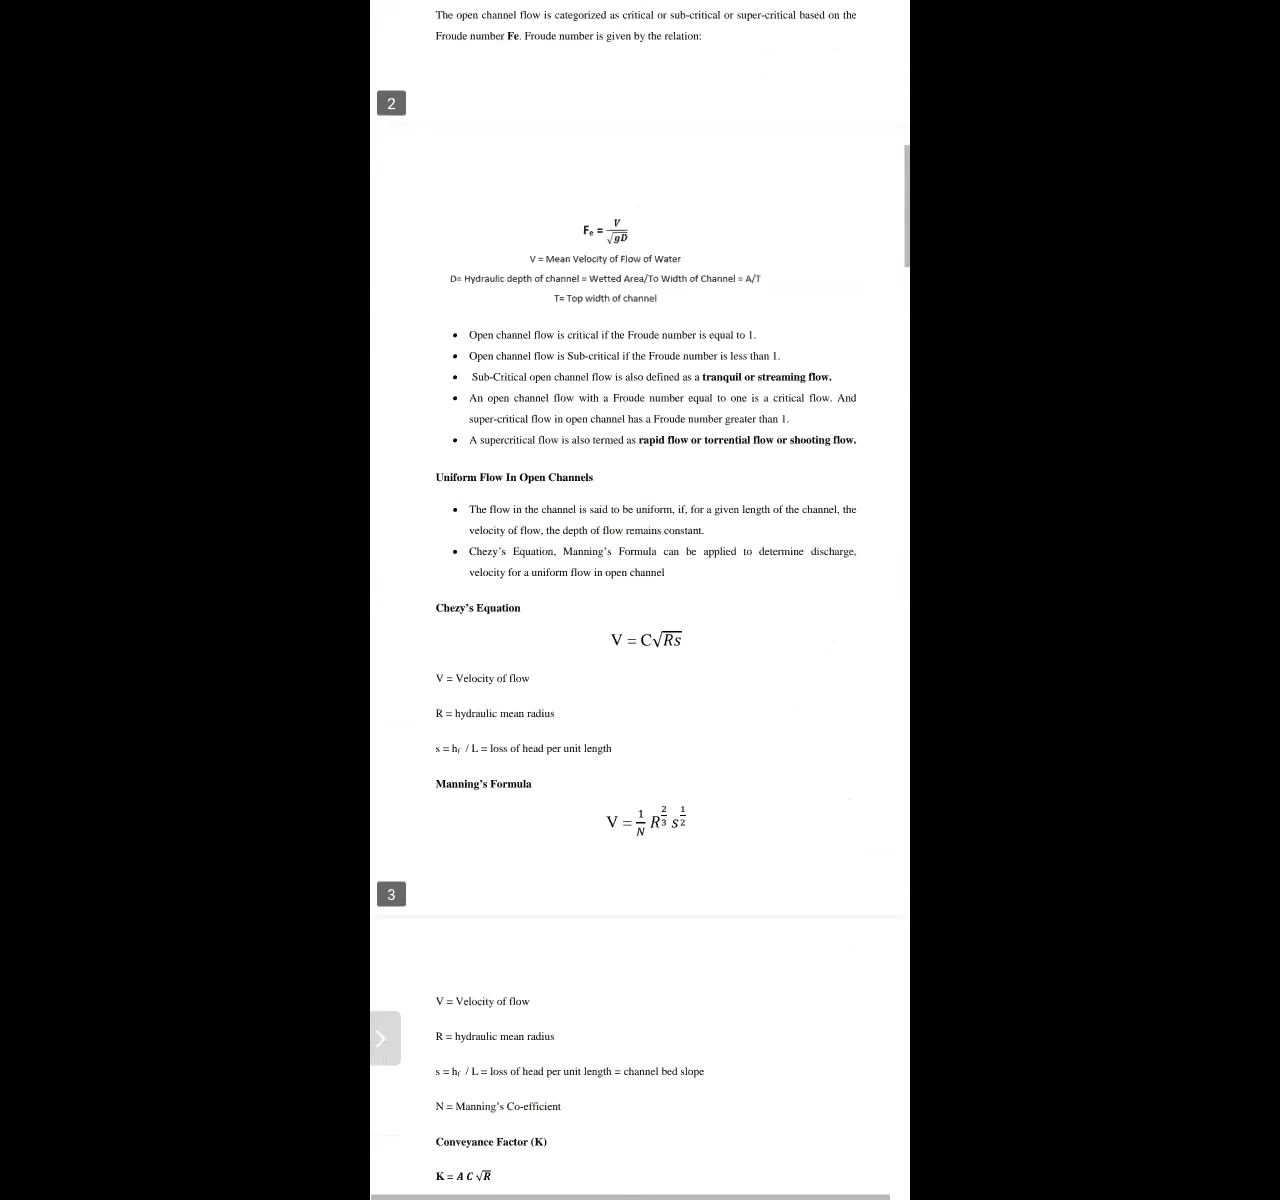 The open channel flow is categorized as critical or sub-critical or super-critical based on the
Froude number Fe. Froude number is given by the relation:
2
Fₑ = V / √gD
V = Mean Velocity of Flow of Water
D= Hydraulic depth of channel = Wetted Area/To Width of Channel = A/T
T= Top width of channel
• Open channel flow is critical if the Froude number is equal to 1.
• Open channel flow is Sub-critical if the Froude number is less than 1.
• Sub-Critical open channel flow is also defined as a tranquil or streaming flow.
• An open channel flow with a Froude number equal to one is a critical flow. And
super-critical flow in open channel has a Froude number greater than 1.
• A supercritical flow is also termed as rapid flow or torrential flow or shooting flow.
Uniform Flow In Open Channels
• The flow in the channel is said to be uniform, if, for a given length of the channel, the
velocity of flow, the depth of flow remains constant.
• Chezy's Equation, Manning's Formula can be applied to determine discharge,
velocity for a uniform flow in open channel
Chezy's Equation
V = C√Rs
V = Velocity of flow
R = hydraulic mean radius
s = hf / L = loss of head per unit length
Manning's Formula
V = 1/N R^2/3 s^1/2
3
V = Velocity of flow
R = hydraulic mean radius
s = hf / L = loss of head per unit length = channel bed slope
N = Manning's Co-efficient
Conveyance Factor (K)
K = A C √R